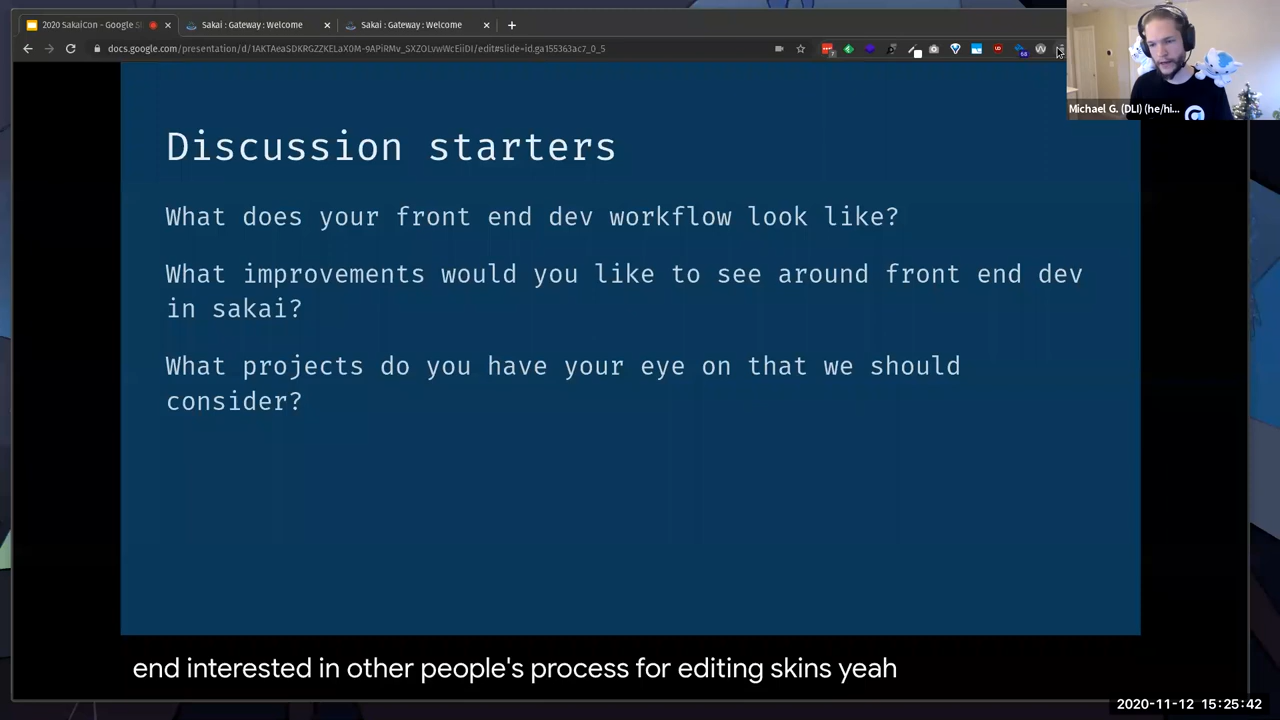 2020 SakaiCon - Google Sl
Sakai : Gateway : Welcome
Sakai : Gateway : Welcome
Michael G. (DLI) (he/hi...
Discussion starters
What does your front end dev workflow look like?
What improvements would you like to see around front end dev
in sakai?
What projects do you have your eye on that we should
consider?
end interested in other people's process for editing skins yeah
2020-11-12 15:25:42